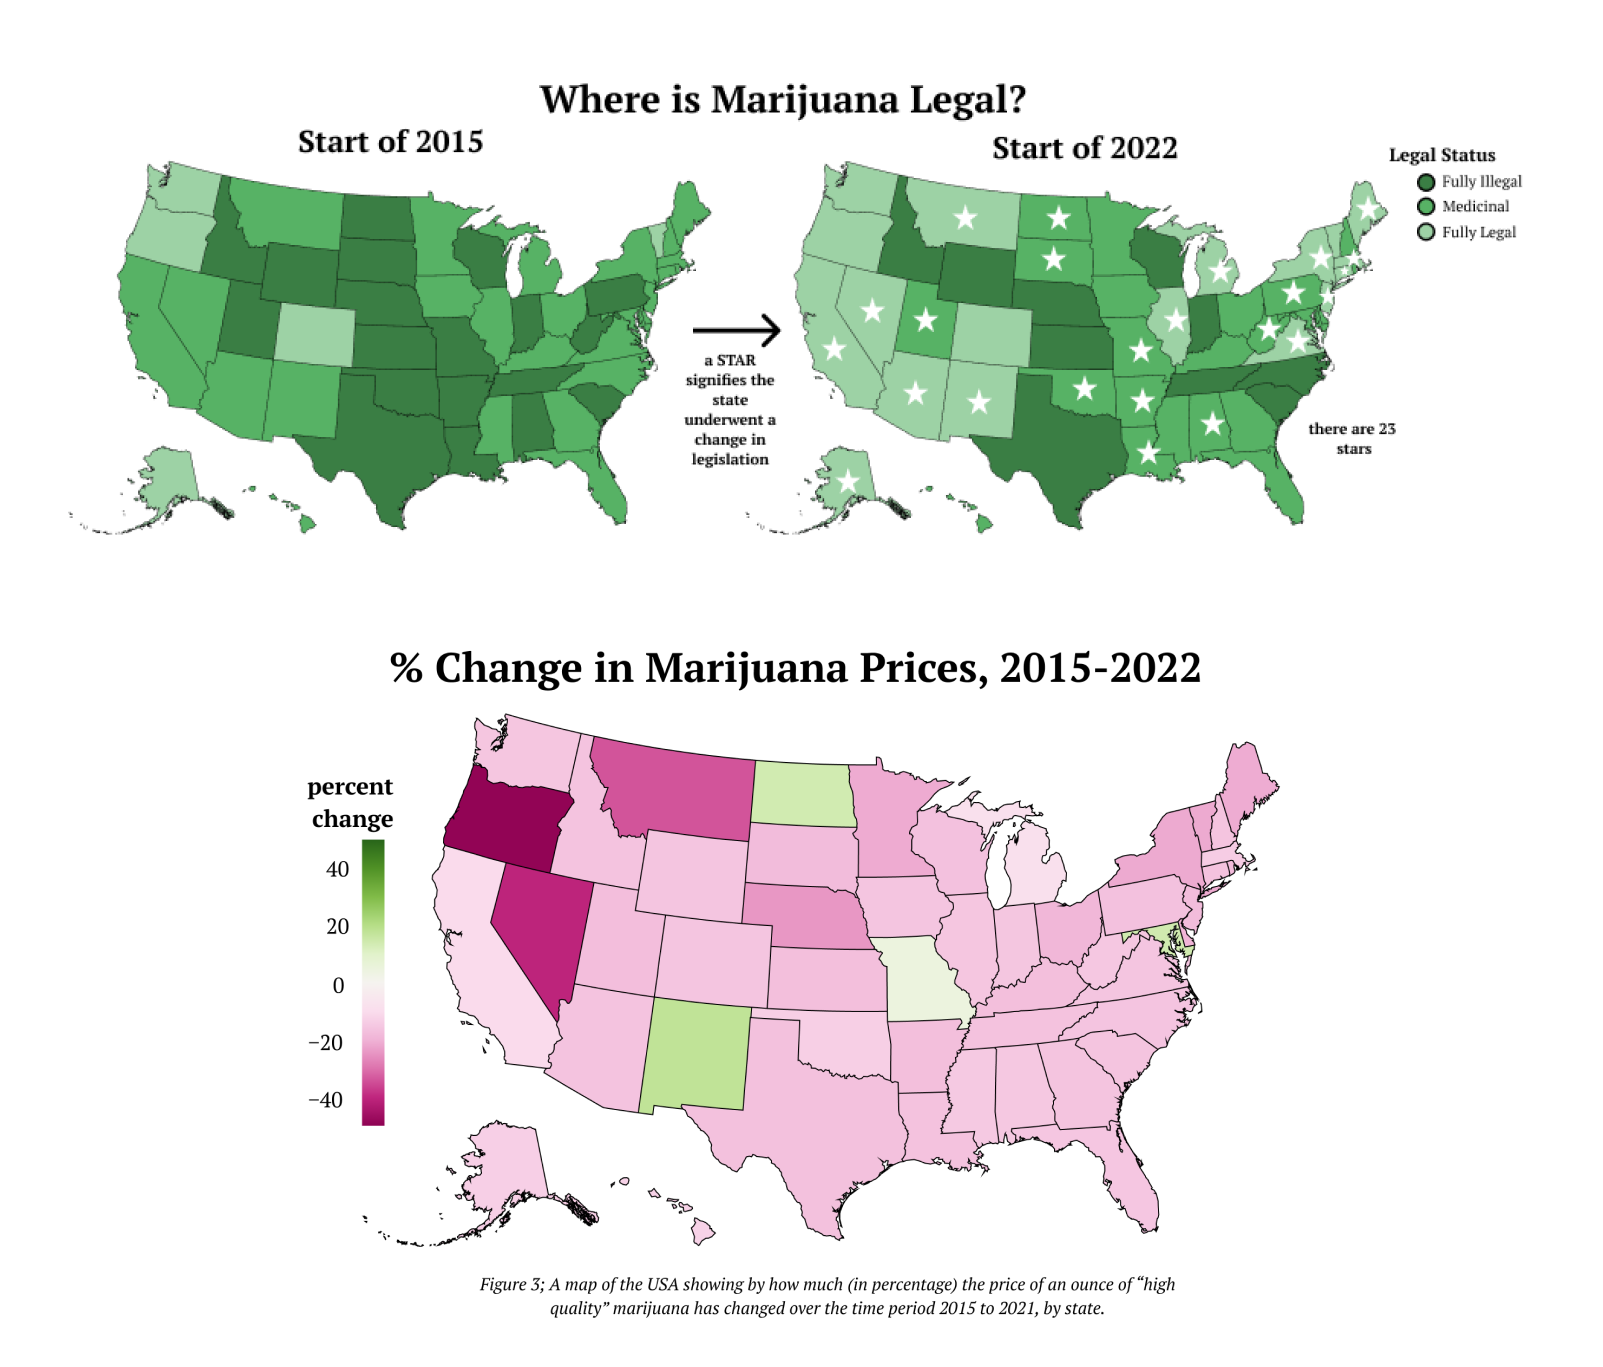 Where is Marijuana Legal?
Start of 2015
Start of 2022
Legal Status
Fully Illegal
Medicinal
Fully Legal
a STAR
signifies the
state
underwent a
change in
legislation
there are 23
stars
% Change in Marijuana Prices, 2015-2022
percent
change
40
20
0
−20
−40
Figure 3; A map of the USA showing by how much (in percentage) the price of an ounce of “high
quality” marijuana has changed over the time period 2015 to 2021, by state.